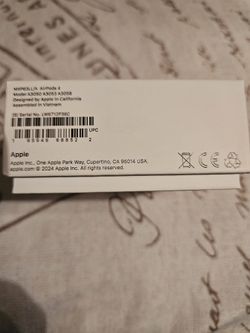 MXP63LL/A AirPods 4
Model A3050 A3053 A3058
Designed by Apple in California
Assembled in Vietnam
(S) Serial No.
UPC
Apple
Apple Inc., One Apple Park Way, Cupertino, CA 95014 USA.
apple.com © 2024 Apple Inc. All rights reserved.